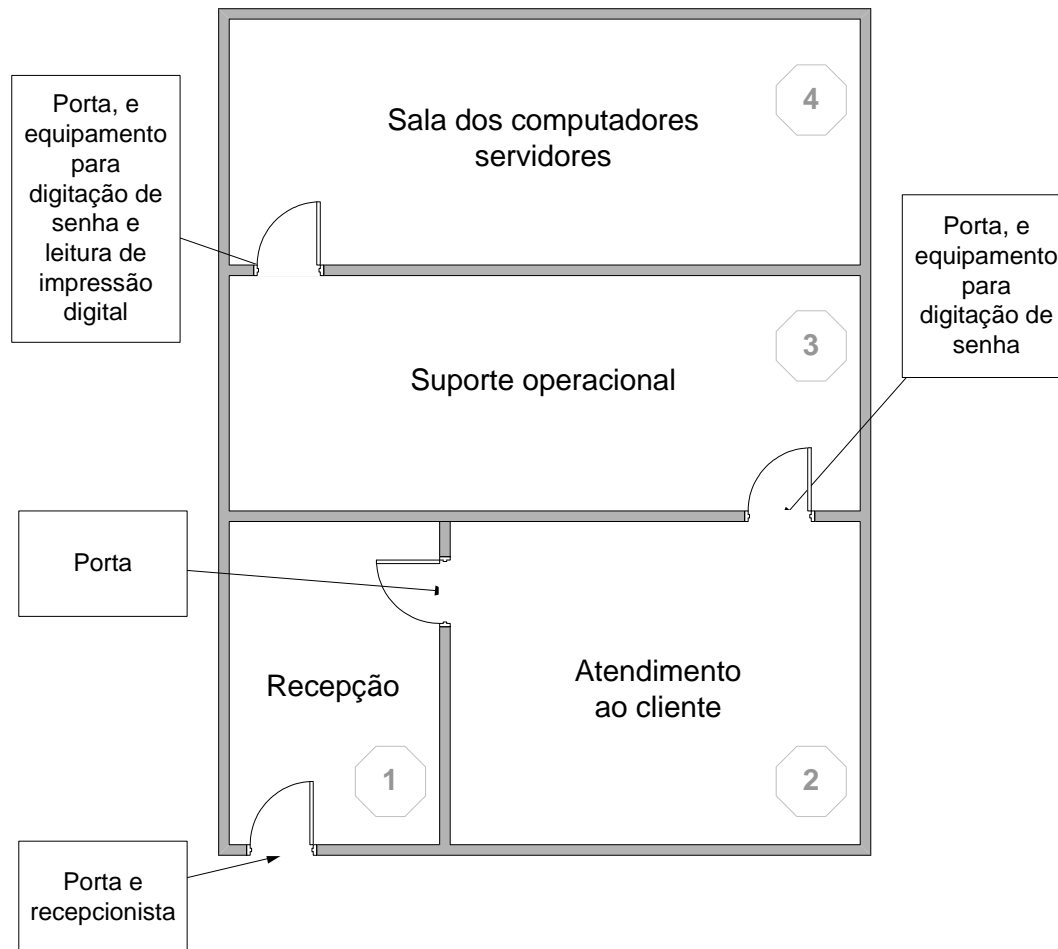 4
Sala dos computadores
servidores
Porta, e
equipamento
para
digitação de
senha e
leitura de
impressão
digital
Porta, e
equipamento
para
digitação de
senha
3
Suporte operacional
Porta
Recepção
Atendimento
ao cliente
1
2
Porta e
recepcionista